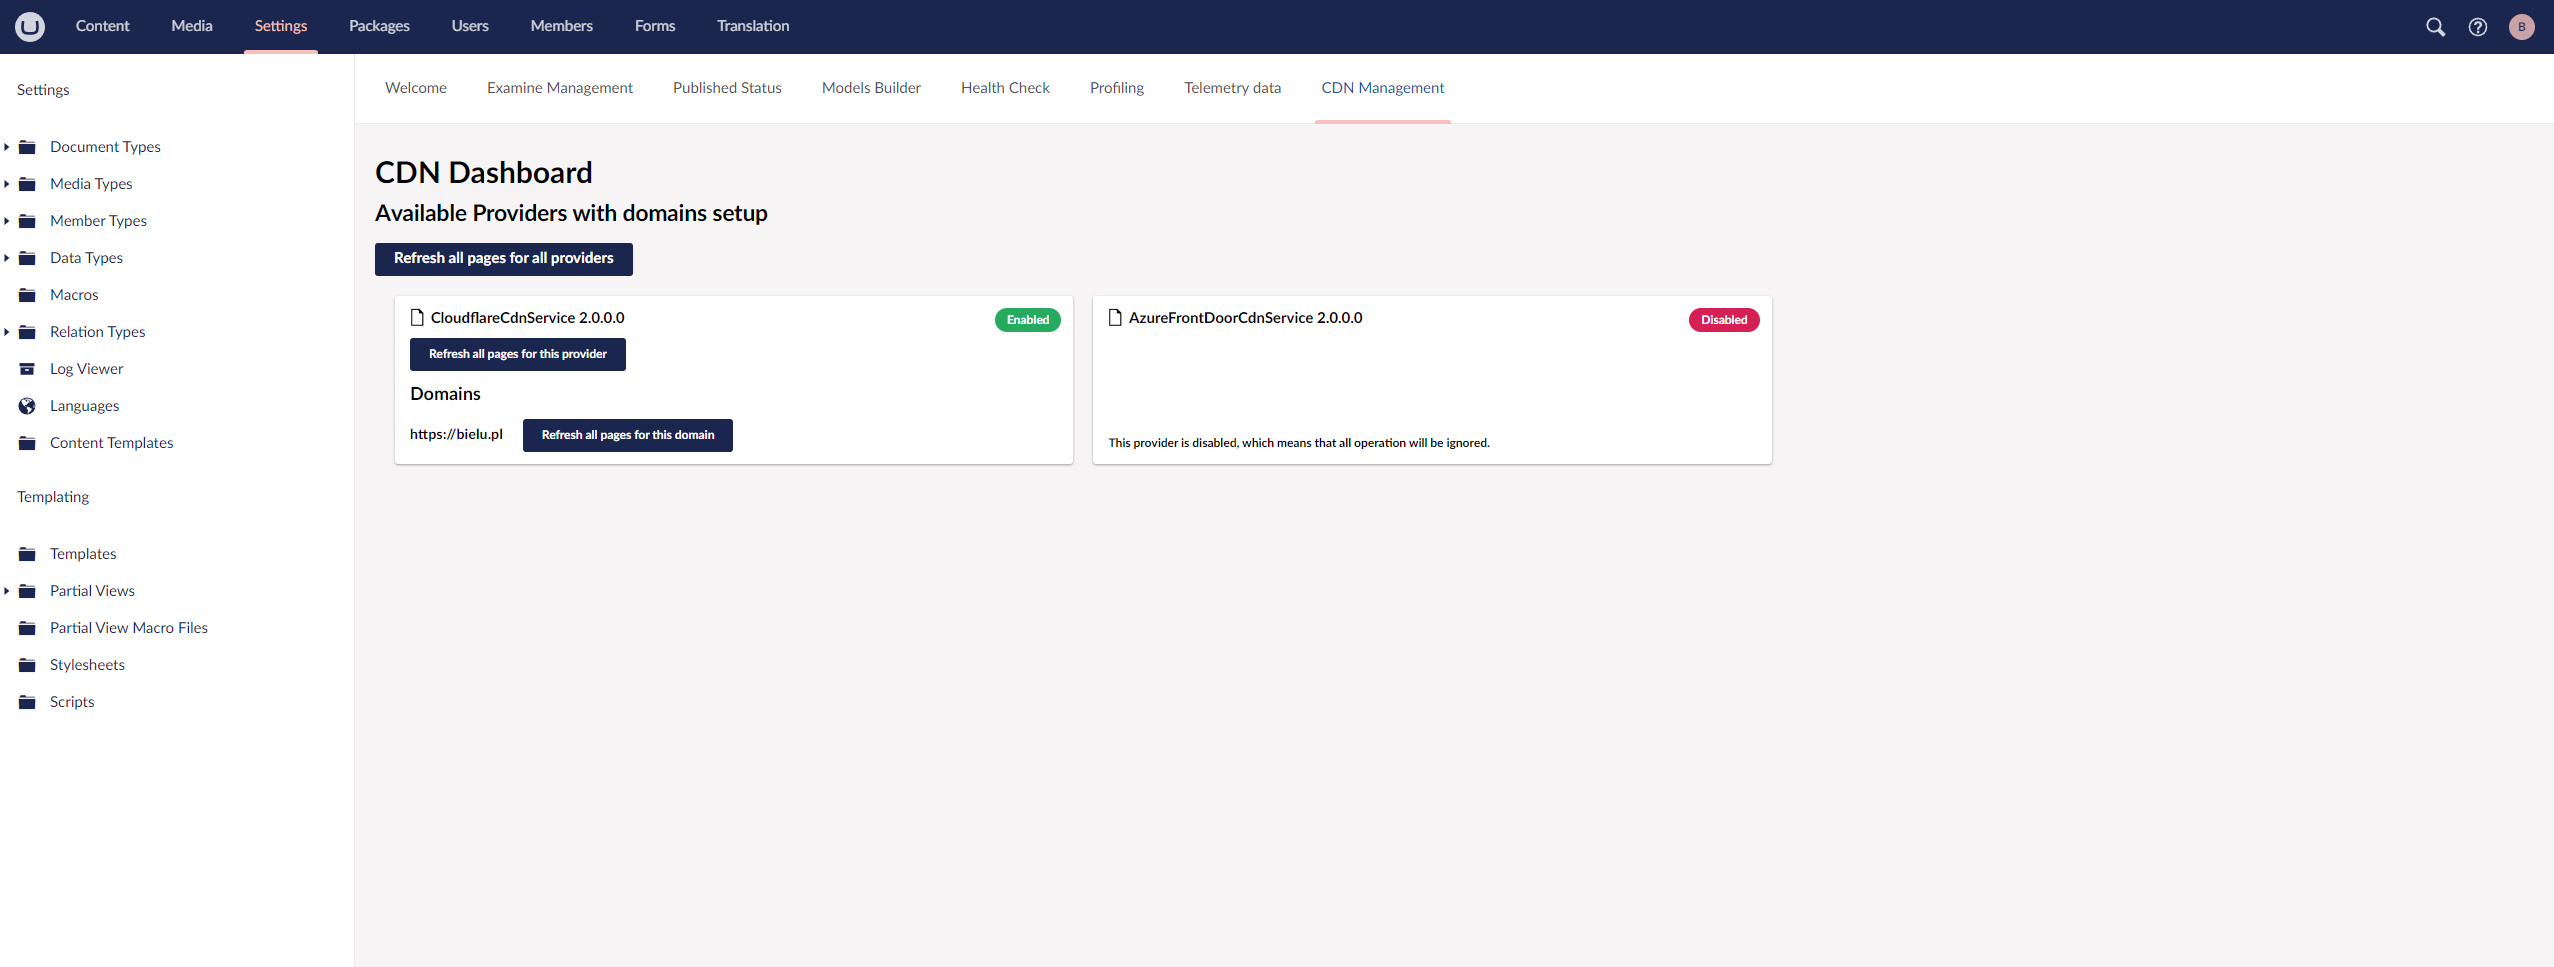 Content Media Settings Packages Users Members Forms Translation B
Settings
Document Types
Media Types
Member Types
Data Types
Macros
Relation Types
Log Viewer
Languages
Content Templates
Templating
Templates
Partial Views
Partial View Macro Files
Stylesheets
Scripts
Welcome Examine Management Published Status Models Builder Health Check Profiling Telemetry data CDN Management
CDN Dashboard
Available Providers with domains setup
Refresh all pages for all providers
CloudflareCdnService 2.0.0.0 Enabled
Refresh all pages for this provider
Domains
https://bielu.pl Refresh all pages for this domain
AzureFrontDoorCdnService 2.0.0.0 Disabled
This provider is disabled, which means that all operation will be ignored.